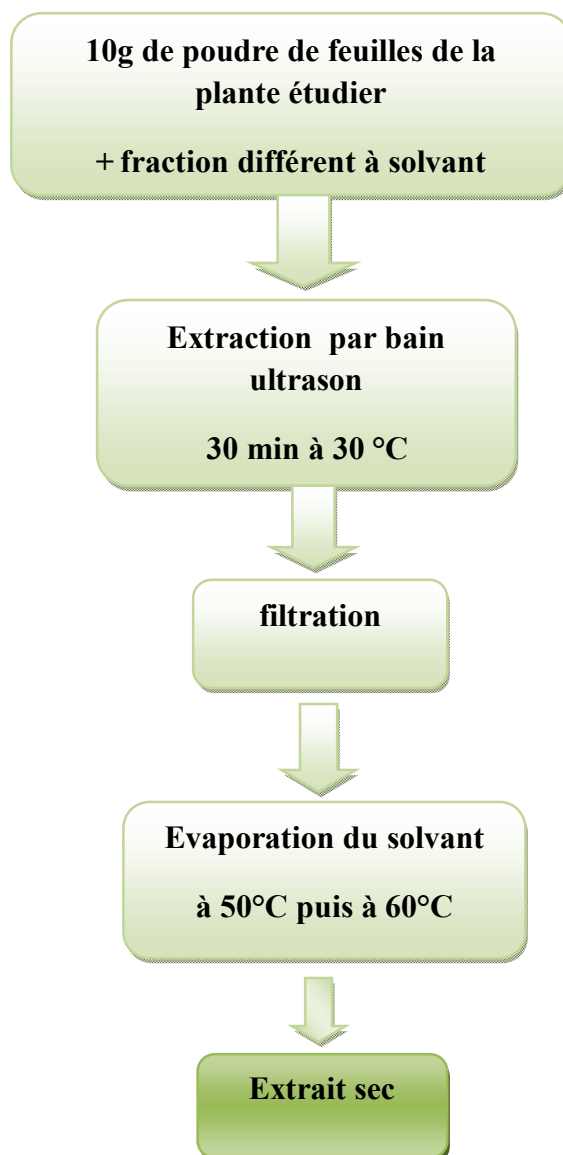 10g de poudre de feuilles de la
plante étudier
+ fraction différent à solvant
Extraction par bain
ultrason
30 min à 30 °C
filtration
Evaporation du solvant
à 50°C puis à 60°C
Extrait sec